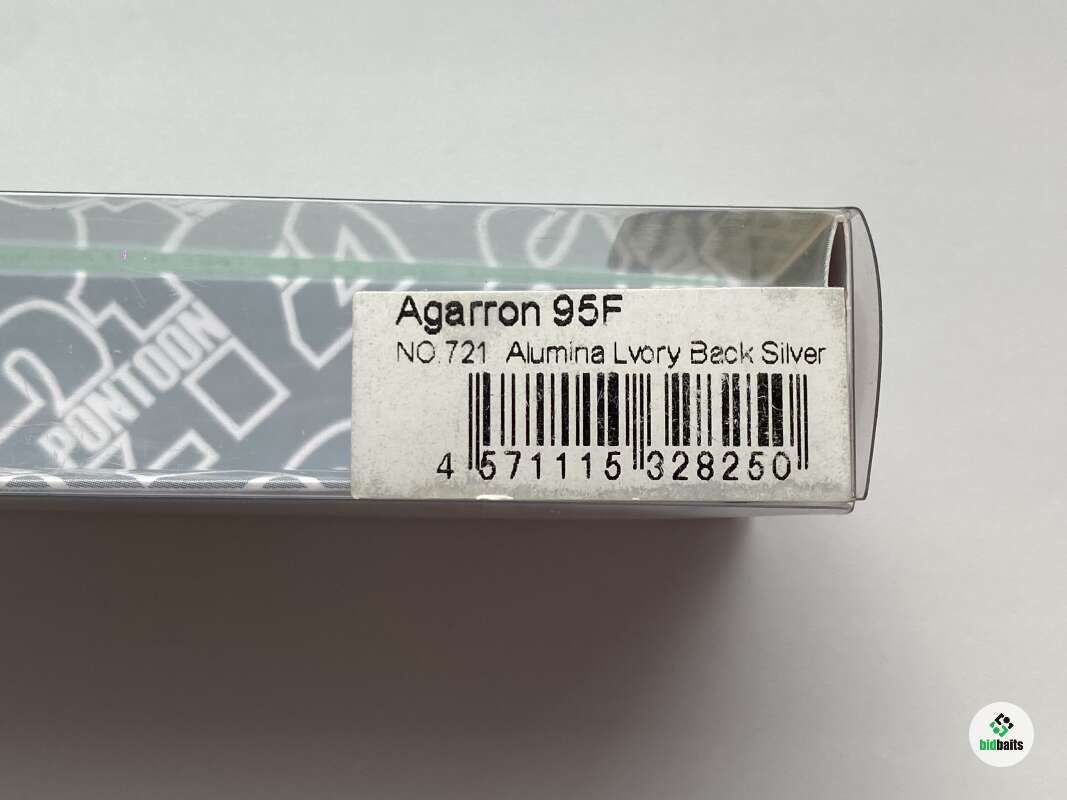 PONTOON
Agarron 95F
NO.721 Alumina Lvory Back Silver
4 571115 328250
bidbaits